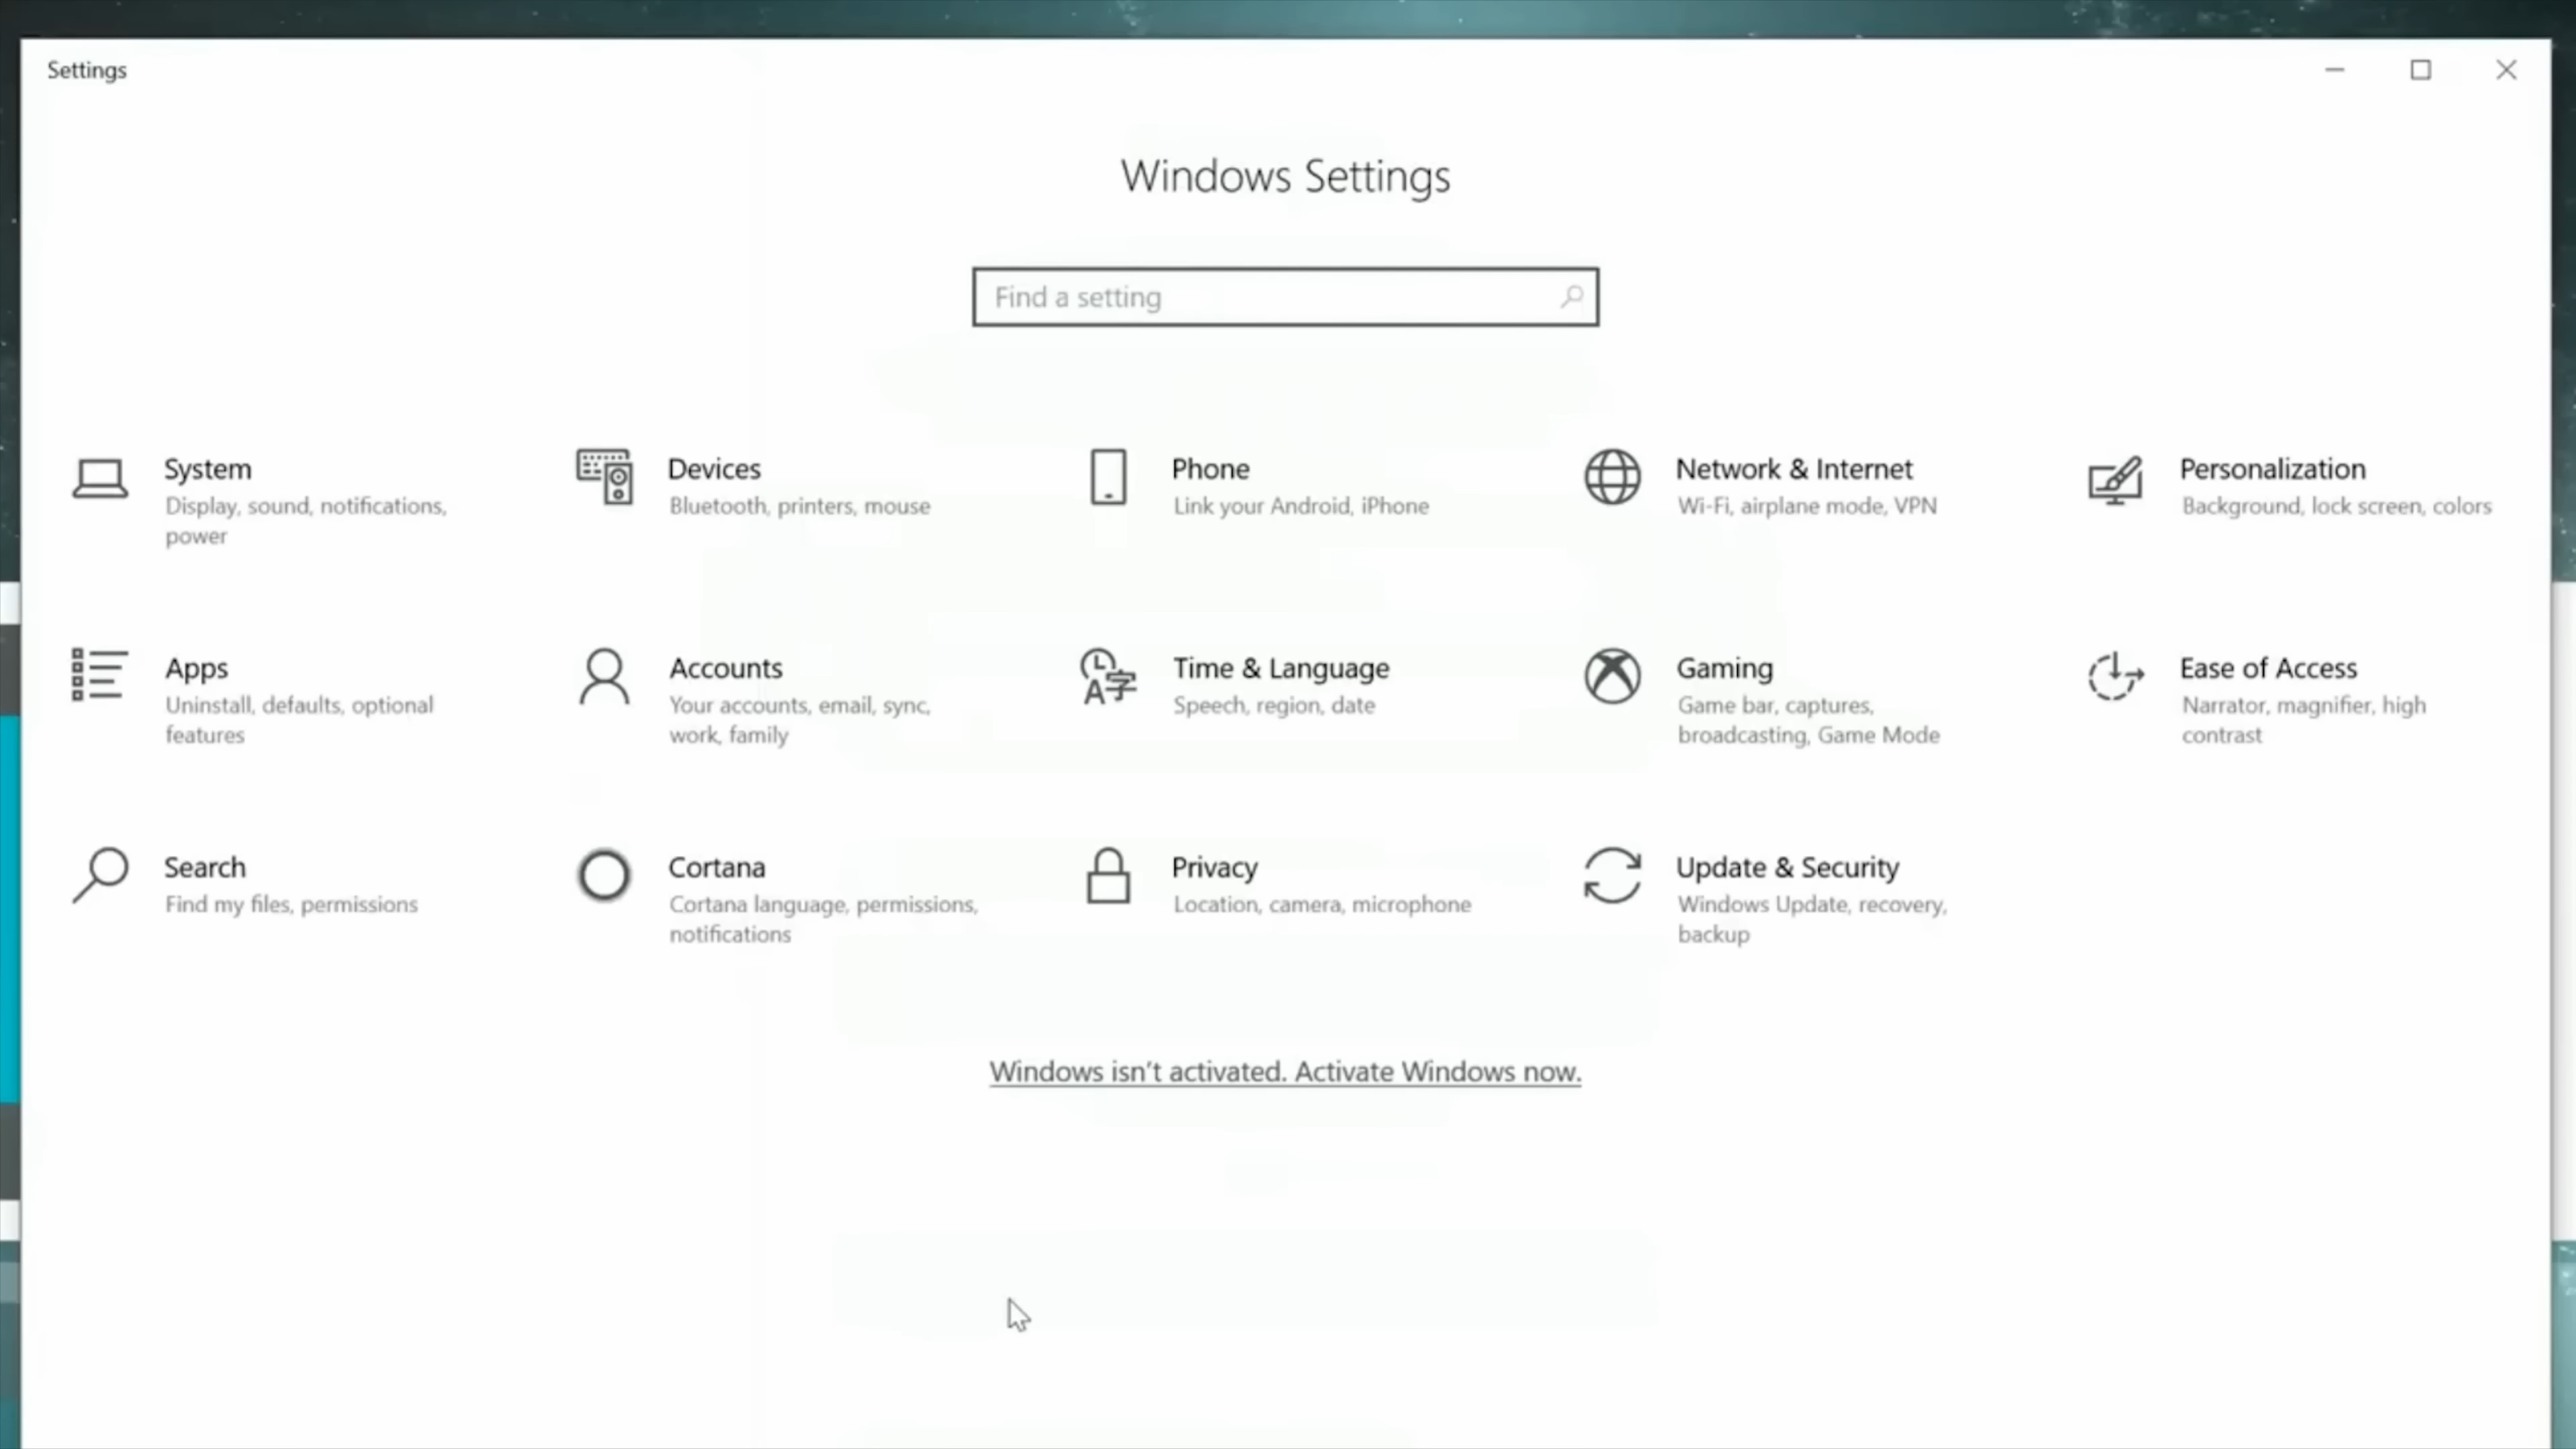 Settings
Windows Settings
Find a setting
System
Display, sound, notifications,
power
Devices
Bluetooth, printers, mouse
Phone
Link your Android, iPhone
Network & Internet
Wi-Fi, airplane mode, VPN
Personalization
Background, lock screen, colors
Apps
Uninstall, defaults, optional
features
Accounts
Your accounts, email, sync,
work, family
Time & Language
Speech, region, date
Gaming
Game bar, captures,
broadcasting, Game Mode
Ease of Access
Narrator, magnifier, high
contrast
Search
Find my files, permissions
Cortana
Cortana language, permissions,
notifications
Privacy
Location, camera, microphone
Update & Security
Windows Update, recovery,
backup
Windows isn't activated. Activate Windows now.